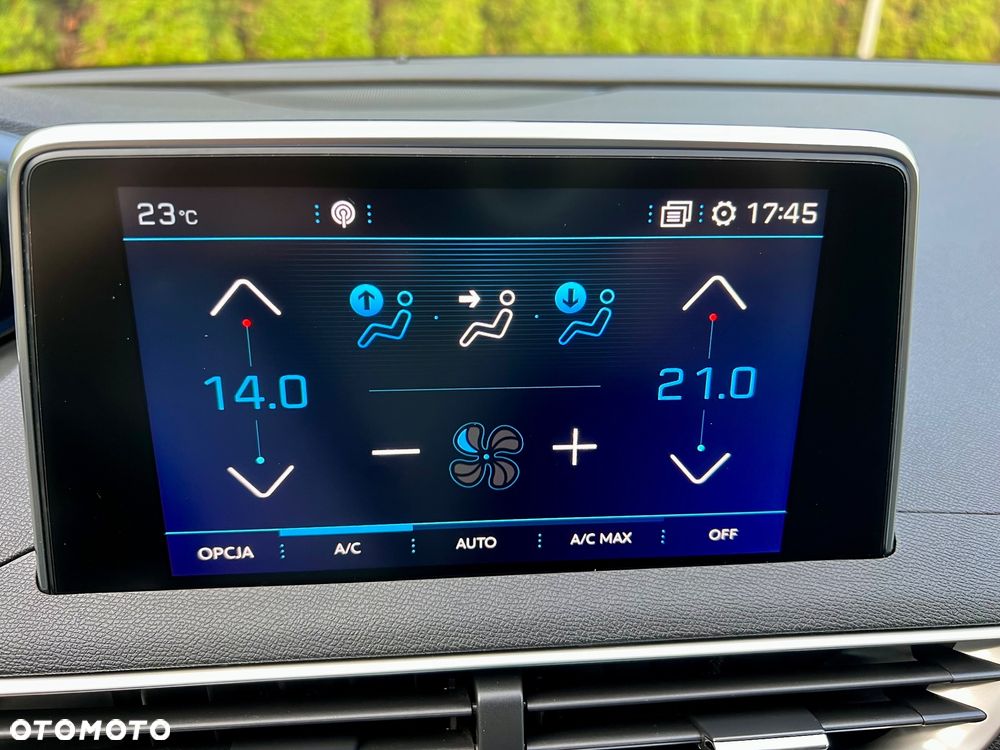 23°C 17:45
14.0 21.0
OPCJA A/C AUTO A/C MAX OFF
OTOMOTO